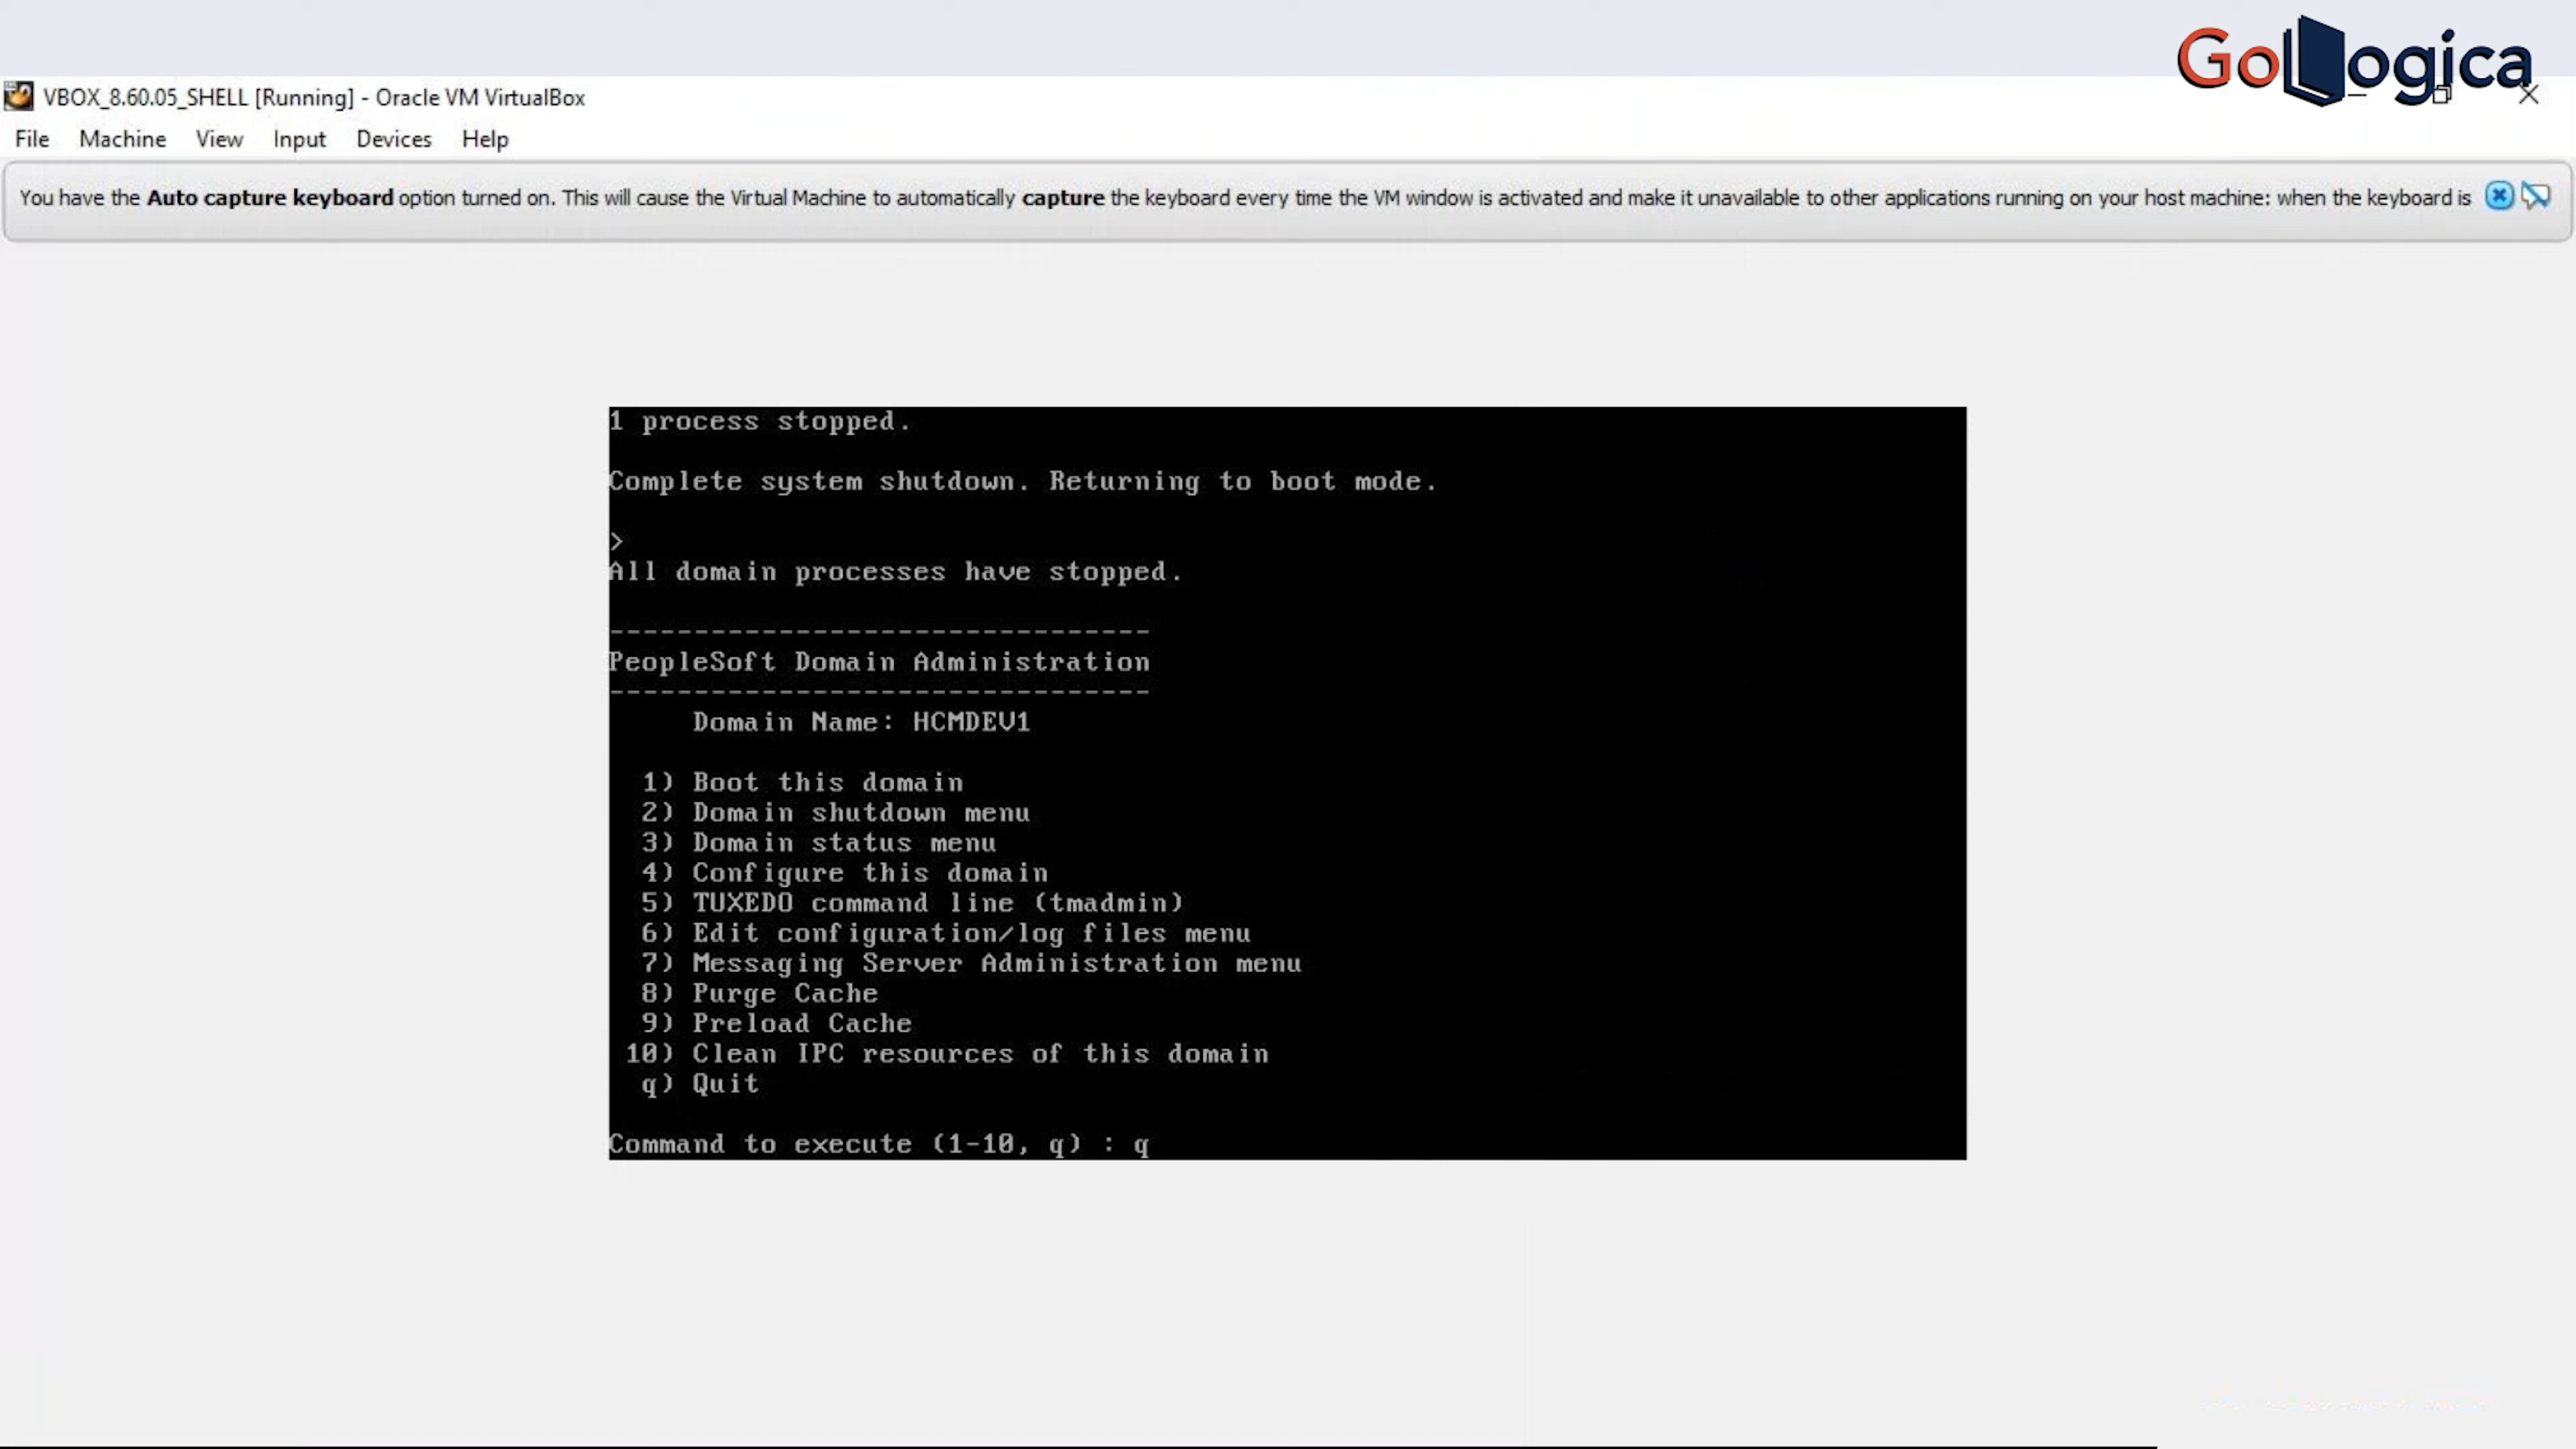 GoLogica
VBOX_8.60.05_SHELL [Running] - Oracle VM VirtualBox
File Machine View Input Devices Help
You have the Auto capture keyboard option turned on. This will cause the Virtual Machine to automatically capture the keyboard every time the VM window is activated and make it unavailable to other applications running on your host machine: when the keyboard is
1 process stopped.
Complete system shutdown. Returning to boot mode.
>
All domain processes have stopped.
--------------------------------
PeopleSoft Domain Administration
--------------------------------
Domain Name: HCMDEV1
1) Boot this domain
2) Domain shutdown menu
3) Domain status menu
4) Configure this domain
5) TUXEDO command line (tmadmin)
6) Edit configuration/log files menu
7) Messaging Server Administration menu
8) Purge Cache
9) Preload Cache
10) Clean IPC resources of this domain
q) Quit
Command to execute (1-10, q) : q